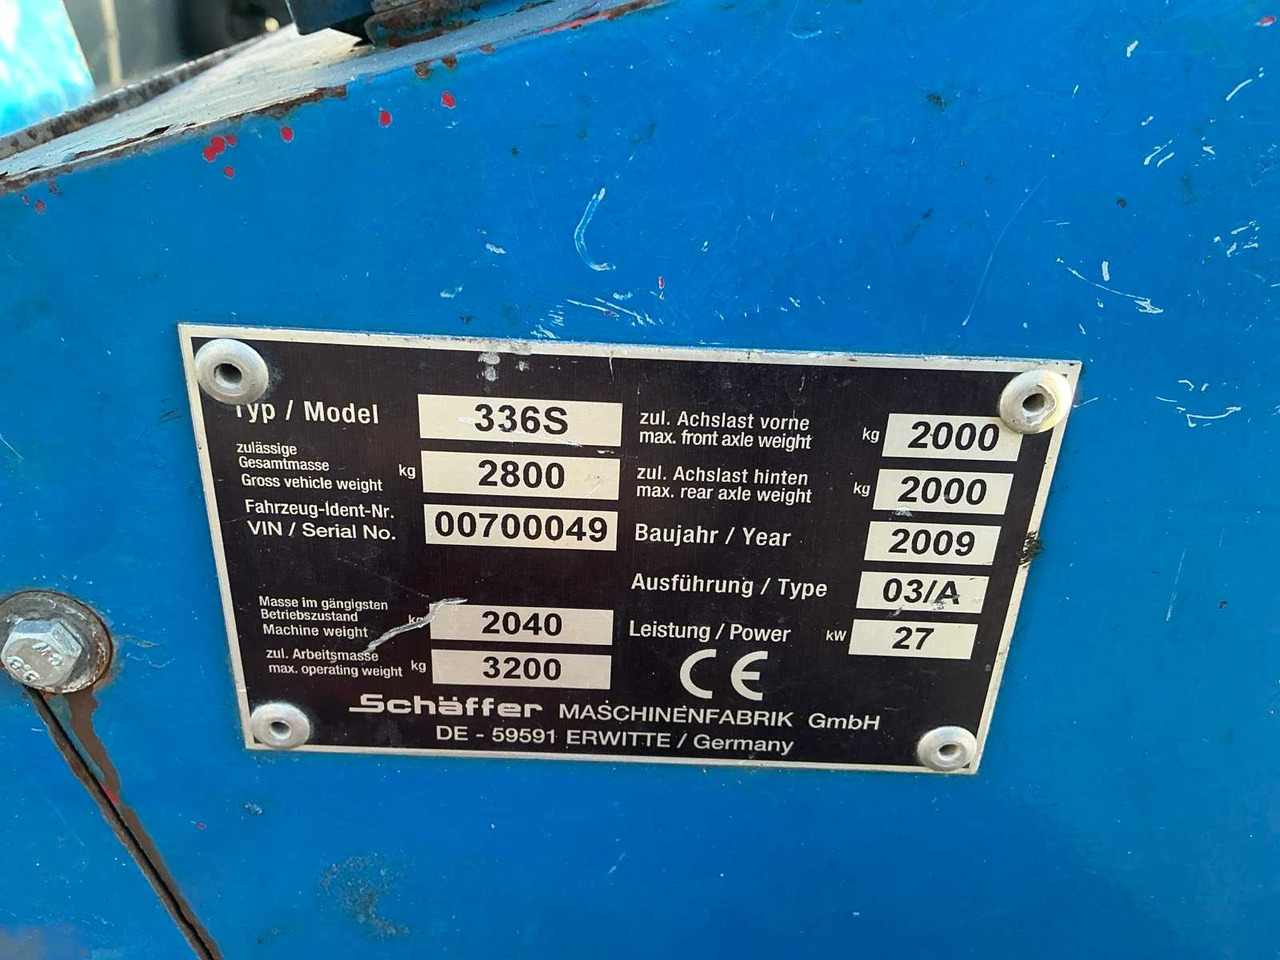 Typ / Model 336S
zulässige
Gesamtmasse
Gross vehicle weight kg 2800
Fahrzeug-Ident-Nr.
VIN / Serial No. 00700049
Masse im gängigsten
Betriebszustand
Machine weight kg 2040
zul. Arbeitsmasse
max. operating weight kg 3200
zul. Achslast vorne
max. front axle weight kg 2000
zul. Achslast hinten
max. rear axle weight kg 2000
Baujahr / Year 2009
Ausführung / Type 03/A
Leistung / Power kW 27
CE
Schäffer MASCHINENFABRIK GmbH
DE - 59591 ERWITTE / Germany